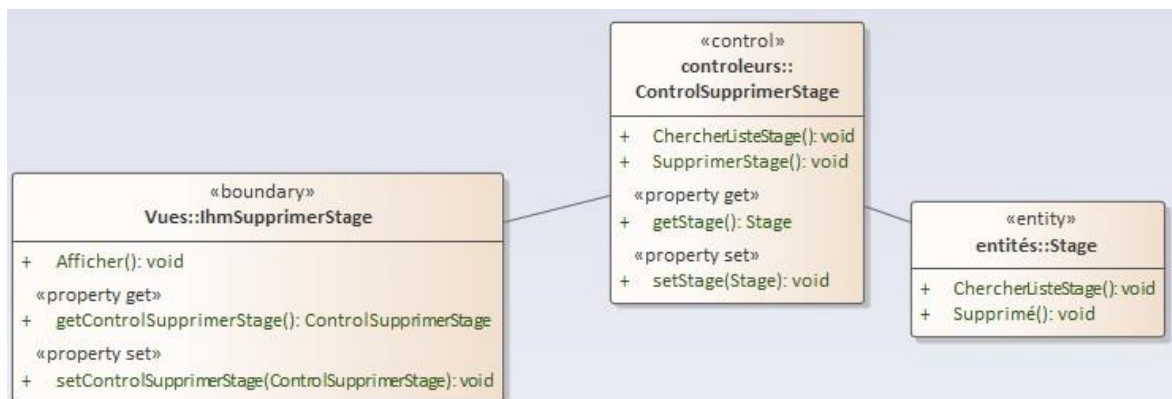 «boundary»
Vues::IhmSupprimerStage
+ Afficher(): void
«property get»
+ getControlSupprimerStage(): ControlSupprimerStage
«property set»
+ setControlSupprimerStage(ControlSupprimerStage): void
«control»
controleurs::
ControlSupprimerStage
+ ChercherListeStage(): void
+ SupprimerStage(): void
«property get»
+ getStage(): Stage
«property set»
+ setStage(Stage): void
«entity»
entités::Stage
+ ChercherListeStage(): void
+ Supprimé(): void